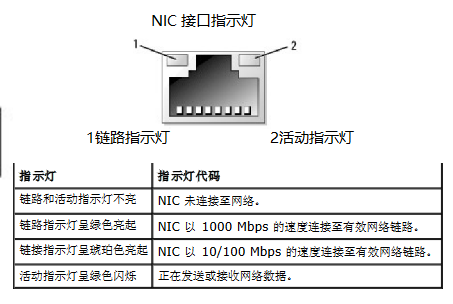 NIC 接口指示灯
1
2
1链路指示灯
2活动指示灯
指示灯 指示灯代码
链路和活动指示灯不亮 NIC 未连接至网络。
链路指示灯呈绿色亮起 NIC 以 1000 Mbps 的速度连接至有效网络链路。
链接指示灯呈琥珀色亮起 NIC 以 10/100 Mbps 的速度连接至有效网络链路。
活动指示灯呈绿色闪烁 正在发送或接收网络数据。